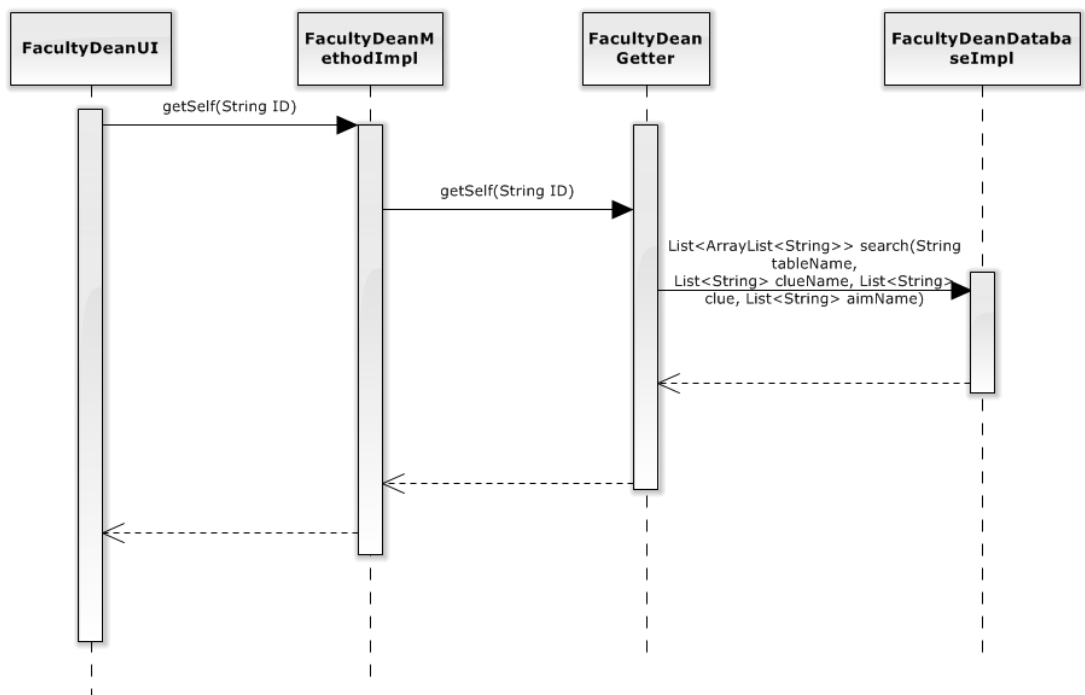 FacultyDeanUI
FacultyDeanM
ethodImpl
FacultyDean
Getter
FacultyDeanDataba
seImpl
getSelf(String ID)
getSelf(String ID)
List<ArrayList<String>> search(String
tableName,
List<String> clueName, List<String>
clue, List<String> aimName)